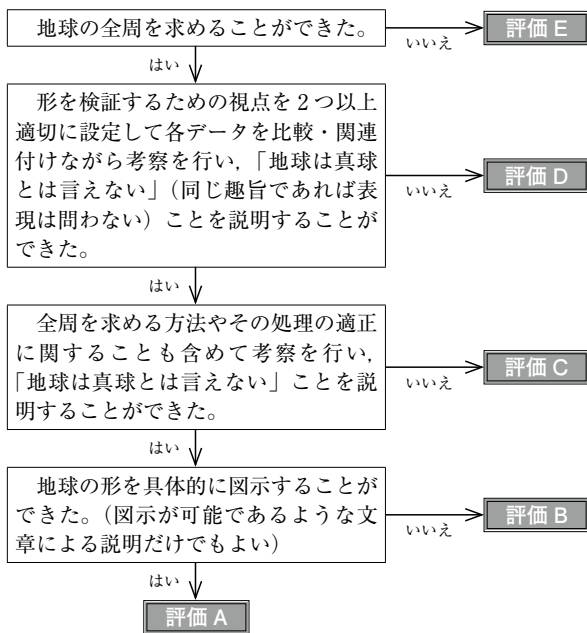 地球の全周を求めることができた。
いいえ
評価 E
はい
形を検証するための視点を2つ以上
適切に設定して各データを比較・関連
付けながら考察を行い,「地球は真球
とは言えない」(同じ趣旨であれば表
現は問わない)ことを説明することが
できた。
いいえ
評価 D
はい
全周を求める方法やその処理の適正
に関することも含めて考察を行い,
「地球は真球とは言えない」ことを説
明することができた。
いいえ
評価 C
はい
地球の形を具体的に図示することが
できた。(図示が可能であるような文
章による説明だけでもよい)
いいえ
評価 B
はい
評価 A